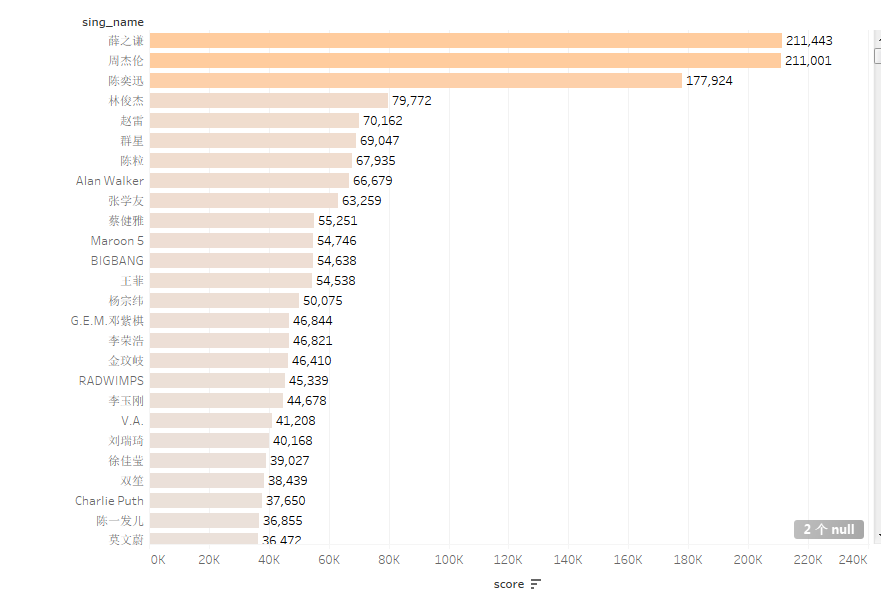 sing_name
薛之谦 211,443
周杰伦 211,001
陈奕迅 177,924
林俊杰 79,772
赵雷 70,162
群星 69,047
陈粒 67,935
Alan Walker 66,679
张学友 63,259
蔡健雅 55,251
Maroon 5 54,746
BIGBANG 54,638
王菲 54,538
杨宗纬 50,075
G.E.M.邓紫棋 46,844
李荣浩 46,821
金玟岐 46,410
RADWIMPS 45,339
李玉刚 44,678
V.A. 41,208
刘瑞琦 40,168
徐佳莹 39,027
双笙 38,439
Charlie Puth 37,650
陈一发儿 36,855
2 个 null
莫文蔚 36,472
0K 20K 40K 60K 80K 100K 120K 140K 160K 180K 200K 220K 240K
score